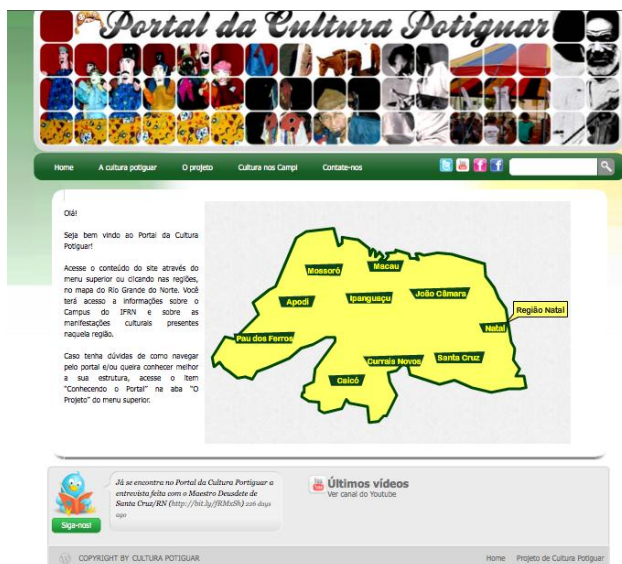 Portal da Cultura Potiguar
Home A cultura potiguar O projeto Cultura nos Campi Contate-nos
Olá!
Seja bem vindo ao Portal da Cultura
Potiguar!
Acesse o conteúdo do site através do
menu superior ou clicando nas regiões,
no mapa do Rio Grande do Norte. Você
terá acesso a informações sobre o
Campus do IFRN e sobre as
manifestações culturais presentes
naquela região.
Caso tenha dúvidas de como navegar
pelo portal e/ou queira conhecer melhor
a sua estrutura, acesse o item
"Conhecendo o Portal" na aba "O
Projeto" do menu superior.
Mossoró
Macau
Apodi
Ipanguaçu
João Câmara
Região Natal
Natal
Pau dos Ferros
Currais Novos
Santa Cruz
Caicó
Já se encontra no Portal da Cultura Portiguar a
entrevista feita com o Maestro Deusdete de
Santa Cruz/RN (http://bit.ly/fRMxSh) 226 days
ago
Siga-nos!
Últimos vídeos
Ver canal do Youtube
COPYRIGHT BY CULTURA POTIGUAR
Home Projeto de Cultura Potiguar